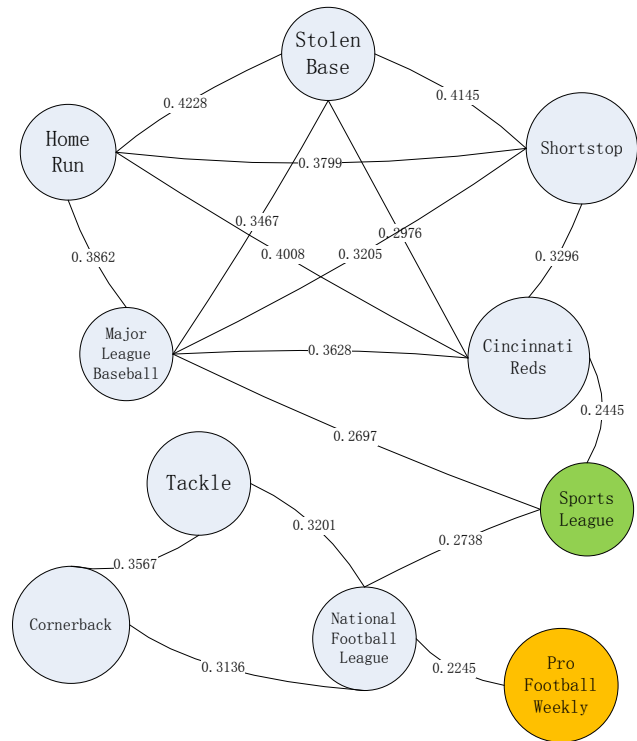 Stolen
Base
0.4228
0.4145
Home
Run
Shortstop
0.3799
0.3467
0.2976
0.3862
0.4008
0.3205
0.3296
Major
League
Baseball
0.3628
Cincinnati
Reds
0.2445
0.2697
Tackle
Sports
League
0.3201
0.2738
0.3567
Cornerback
National
Football
League
0.3136
0.2245
Pro
Football
Weekly